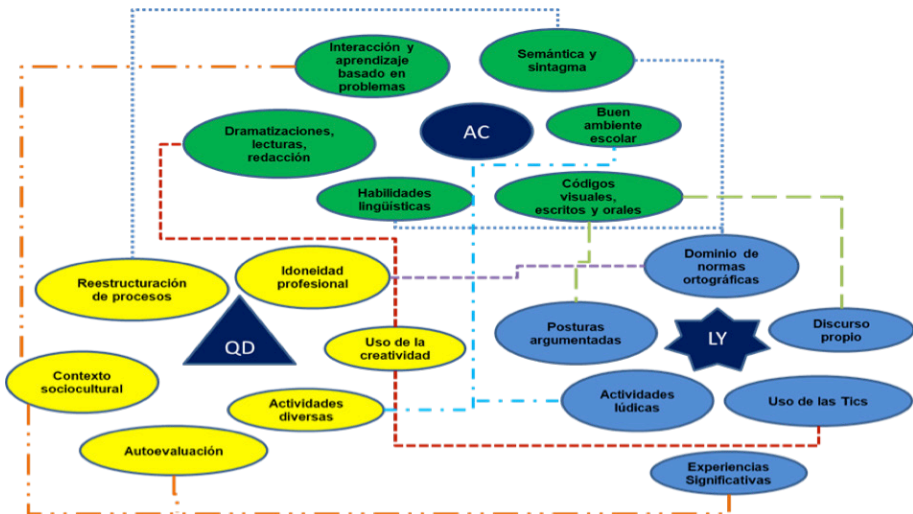 Interacción y
aprendizaje
basado en
problemas
Semántica y
sintagma
AC
Buen
ambiente
escolar
Dramatizaciones,
lecturas,
redacción
Habilidades
lingüísticas
Códigos
visuales,
escritos y orales
Reestructuración
de procesos
Idoneidad
profesional
QD
Uso de la
creatividad
Contexto
sociocultural
Actividades
diversas
Autoevaluación
Dominio de
normas
ortográficas
Posturas
argumentadas
LY
Discurso
propio
Actividades
lúdicas
Uso de las Tics
Experiencias
Significativas